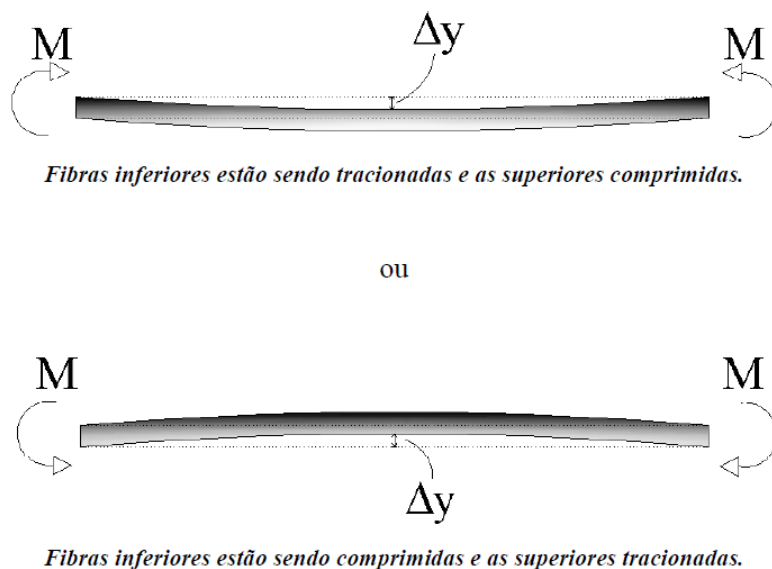 Δy
M M
Fibras inferiores estão sendo tracionadas e as superiores comprimidas.
ou
M M
Δy
Fibras inferiores estão sendo comprimidas e as superiores tracionadas.